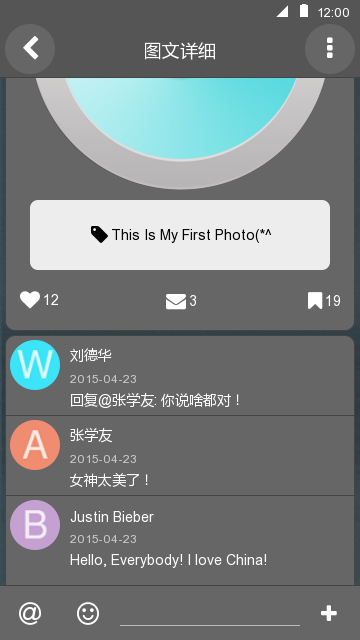 12:00
图文详细
This Is My First Photo(*^
12
3
19
W
刘德华
2015-04-23
回复@张学友: 你说啥都对！
A
张学友
2015-04-23
女神太美了！
B
Justin Bieber
2015-04-23
Hello, Everybody! I love China!
@